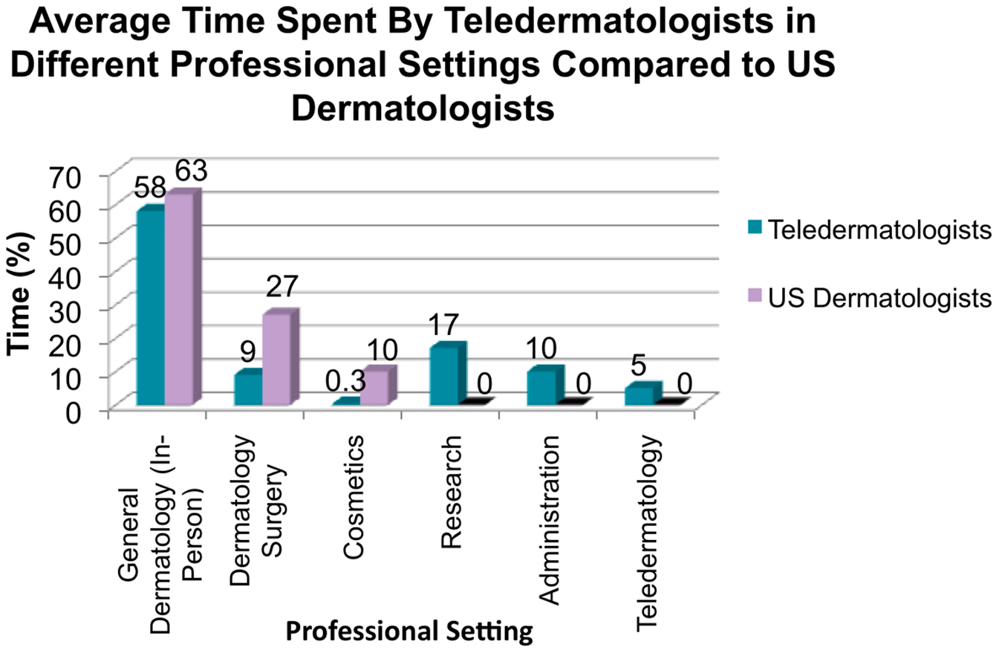 Average Time Spent By Teledermatologists in
Different Professional Settings Compared to US
Dermatologists
70
60
50
40
30
20
10
0
Time (%)
58
63
9
27
0.3
10
17
0
10
0
5
0
General
Dermatology (In-
Person)
Dermatology
Surgery
Cosmetics
Research
Administration
Teledermatology
Professional Setting
Teledermatologists
US Dermatologists